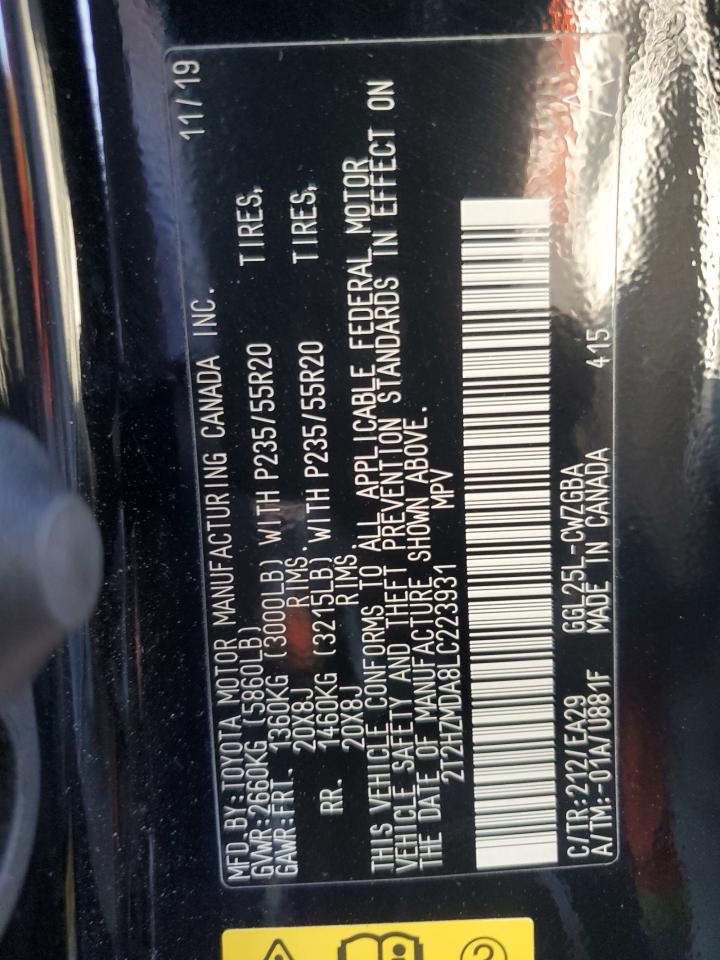 MFD.BY:TOYOTA MOTOR MANUFACTURING CANADA INC. 11/19
GVWR:2660KG (5860LB)
GAWR:FRT. 1360KG (3000LB) WITH P235/55R20 TIRES,
20X8J RIMS.
RR. 1460KG (3215LB) WITH P235/55R20 TIRES,
20X8J RIMS.
THIS VEHICLE CONFORMS TO ALL APPLICABLE FEDERAL MOTOR
VEHICLE SAFETY AND THEFT PREVENTION STANDARDS IN EFFECT ON
THE DATE OF MANUFACTURE SHOWN ABOVE.
2T2HZMDA8LC223931 MPV
C/TR:212/EA29 GGL25L-CWZGBA
A/TM:-01A/U881F MADE IN CANADA 415